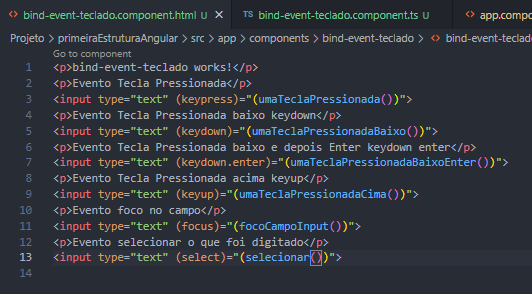 bind-event-teclado.component.html U
bind-event-teclado.component.ts U
app.compo
Projeto > primeiraEstruturaAngular > src > app > components > bind-event-teclado > bind-event-teclad
Go to component
1 <p>bind-event-teclado works!</p>
2 <p>Evento Tecla Pressionada</p>
3 <input type="text" (keypress)="(umaTeclaPressionada())">
4 <p>Evento Tecla Pressionada baixo keydown</p>
5 <input type="text" (keydown)="(umaTeclaPressionadaBaixo())">
6 <p>Evento Tecla Pressionada baixo e depois Enter keydown enter</p>
7 <input type="text" (keydown.enter)="(umaTeclaPressionadaBaixoEnter())">
8 <p>Evento Tecla Pressionada acima keyup</p>
9 <input type="text" (keyup)="(umaTeclaPressionadaCima())">
10 <p>Evento foco no campo</p>
11 <input type="text" (focus)="(focoCampoInput())">
12 <p>Evento selecionar o que foi digitado</p>
13 <input type="text" (select)="(selecionar())">
14